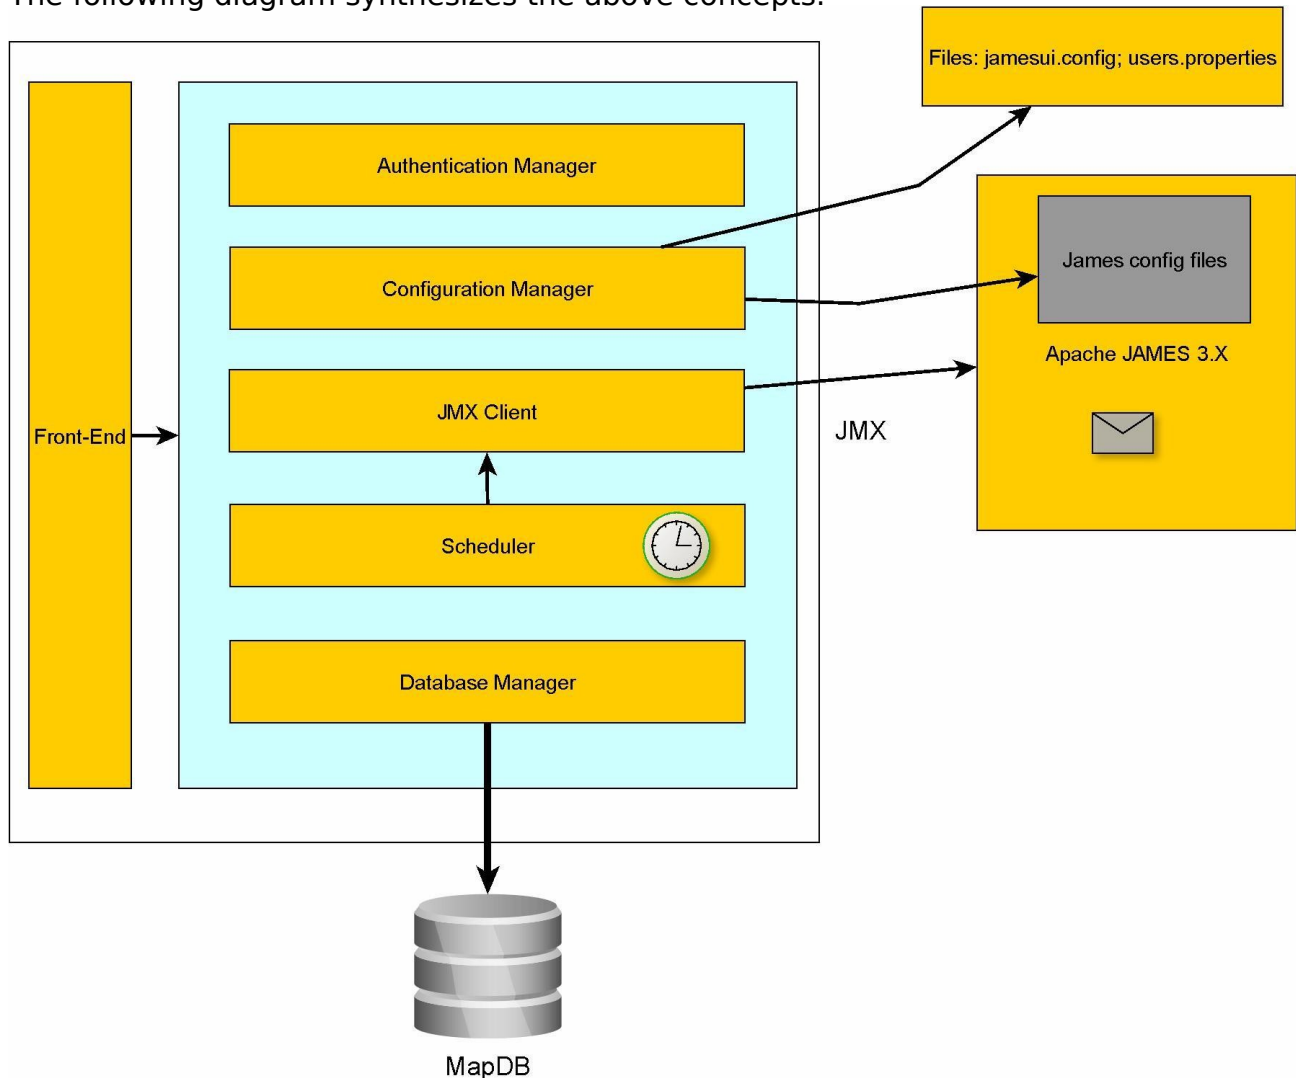 The following diagram synthesizes the above concepts.
Files: jamesui.config; users.properties
Authentication Manager
James config files
Configuration Manager
Apache JAMES 3.X
JMX Client
JMX
Front-End
Scheduler
Database Manager
MapDB